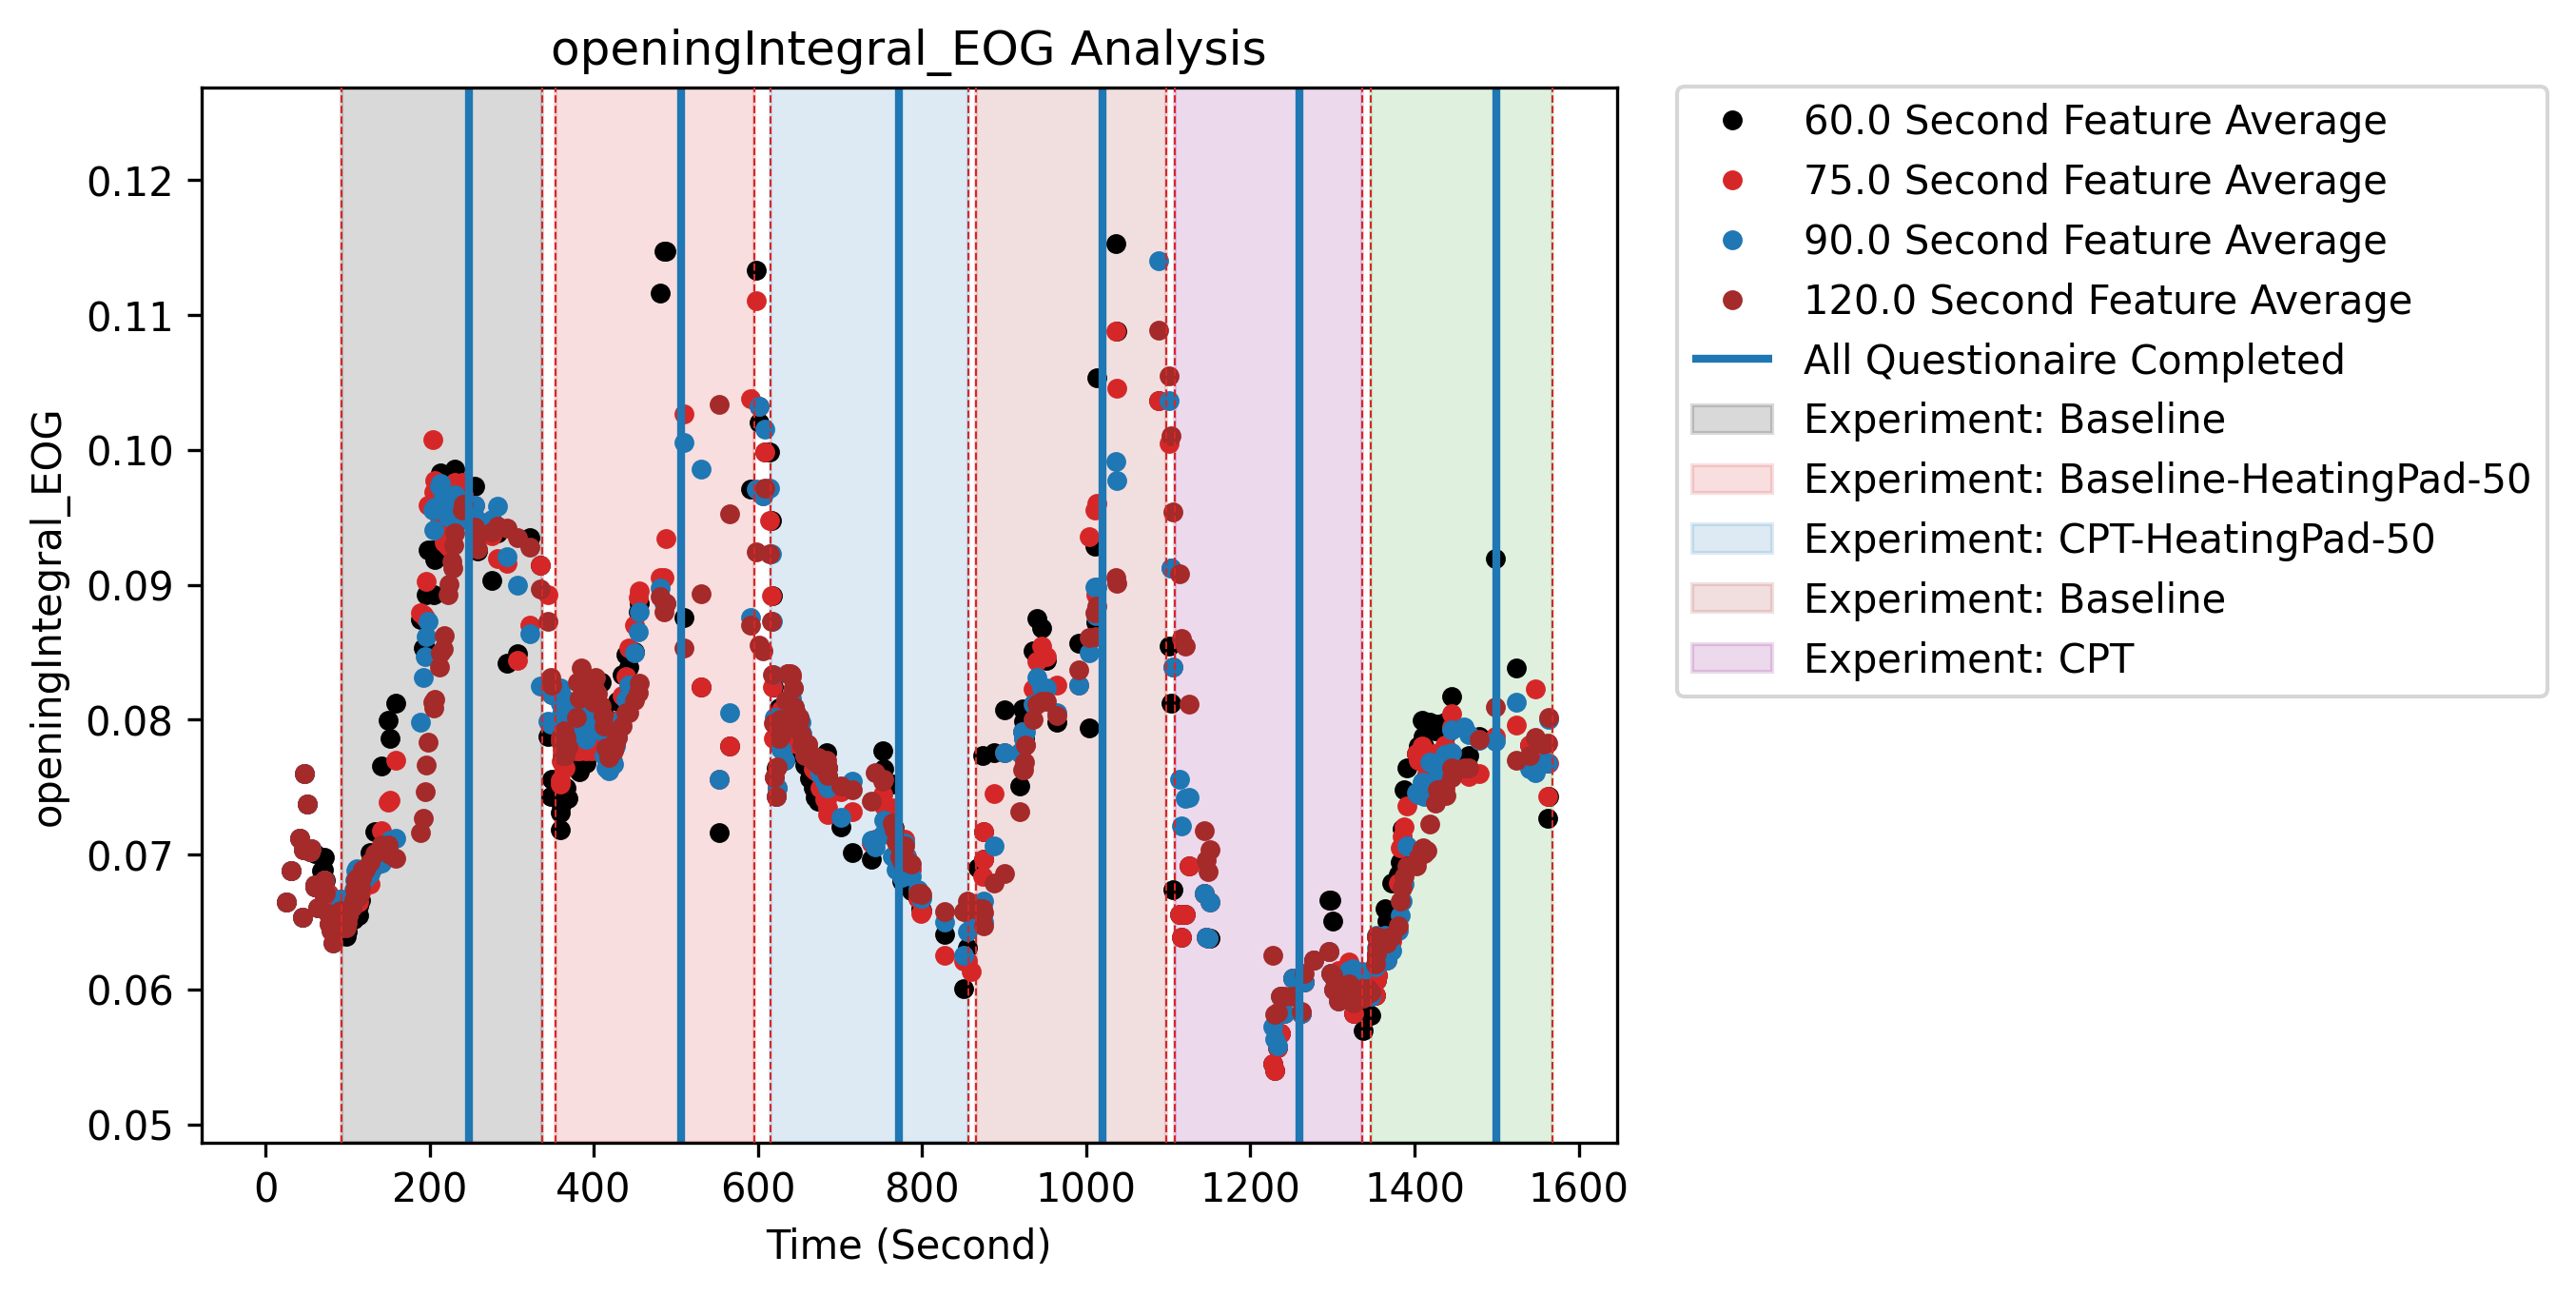 openingIntegral_EOG Analysis
openingIntegral_EOG
0.12
0.11
0.10
0.09
0.08
0.07
0.06
0.05
0 200 400 600 800 1000 1200 1400 1600
Time (Second)
60.0 Second Feature Average
75.0 Second Feature Average
90.0 Second Feature Average
120.0 Second Feature Average
All Questionaire Completed
Experiment: Baseline
Experiment: Baseline-HeatingPad-50
Experiment: CPT-HeatingPad-50
Experiment: Baseline
Experiment: CPT